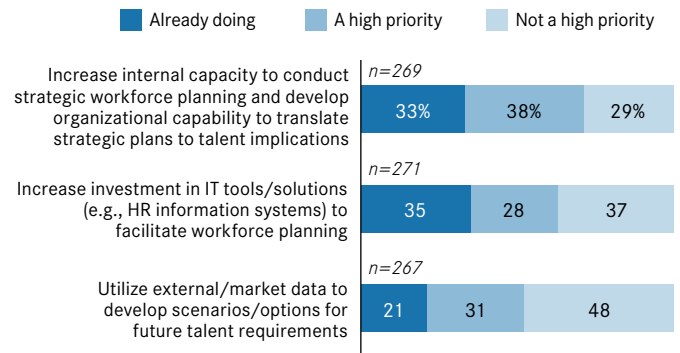 Already doing A high priority Not a high priority
Increase internal capacity to conduct
strategic workforce planning and develop
organizational capability to translate
strategic plans to talent implications
n=269
33% 38% 29%
Increase investment in IT tools/solutions
(e.g., HR information systems) to
facilitate workforce planning
n=271
35 28 37
Utilize external/market data to
develop scenarios/options for
future talent requirements
n=267
21 31 48